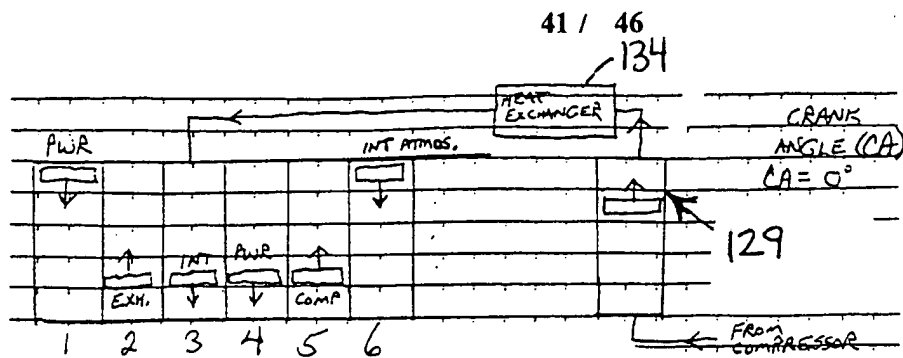 41 / 46
134
HEAT
EXCHANGER
CRANK
ANGLE (CA)
CA = 0°
PWR
INT ATMOS.
129
INT
PWR
EXH.
COMP
1 2 3 4 5 6
FROM
COMPRESSOR